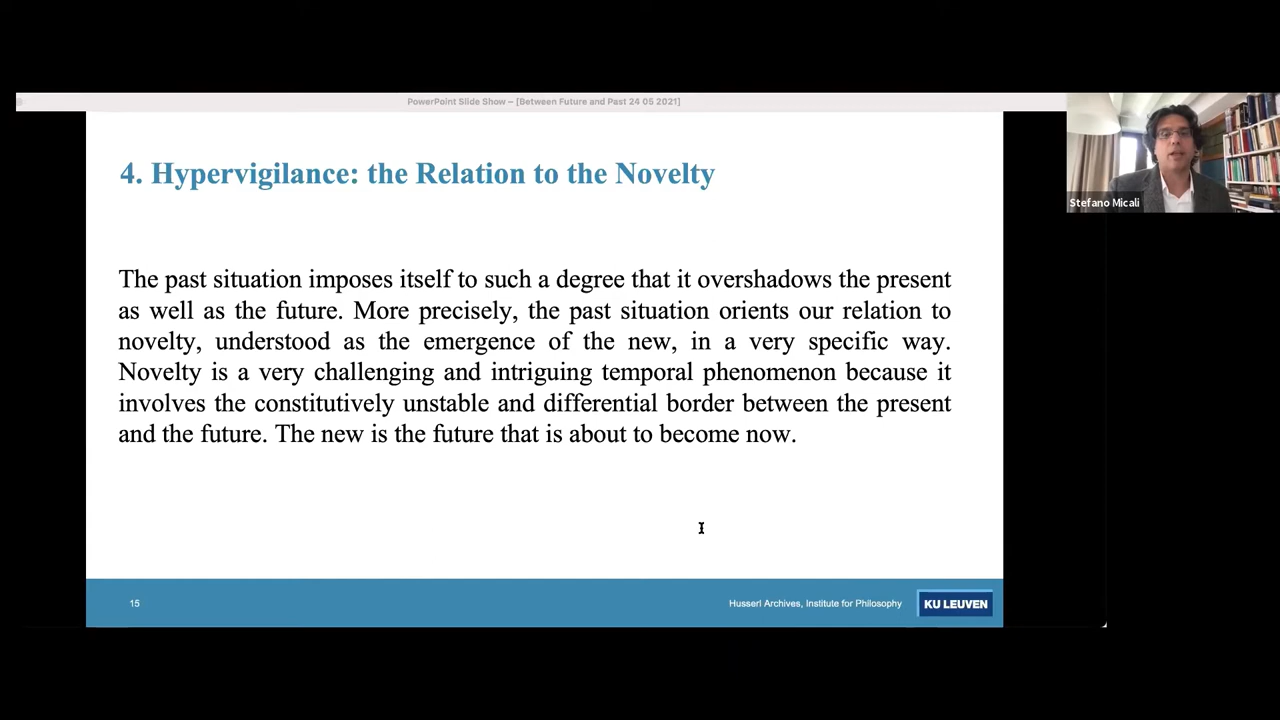 PowerPoint Slide Show – [Between Future and Past 24 05 2021]
4. Hypervigilance: the Relation to the Novelty
Stefano Micali
The past situation imposes itself to such a degree that it overshadows the present
as well as the future. More precisely, the past situation orients our relation to
novelty, understood as the emergence of the new, in a very specific way.
Novelty is a very challenging and intriguing temporal phenomenon because it
involves the constitutively unstable and differential border between the present
and the future. The new is the future that is about to become now.
15
Husserl Archives, Institute for Philosophy
KU LEUVEN